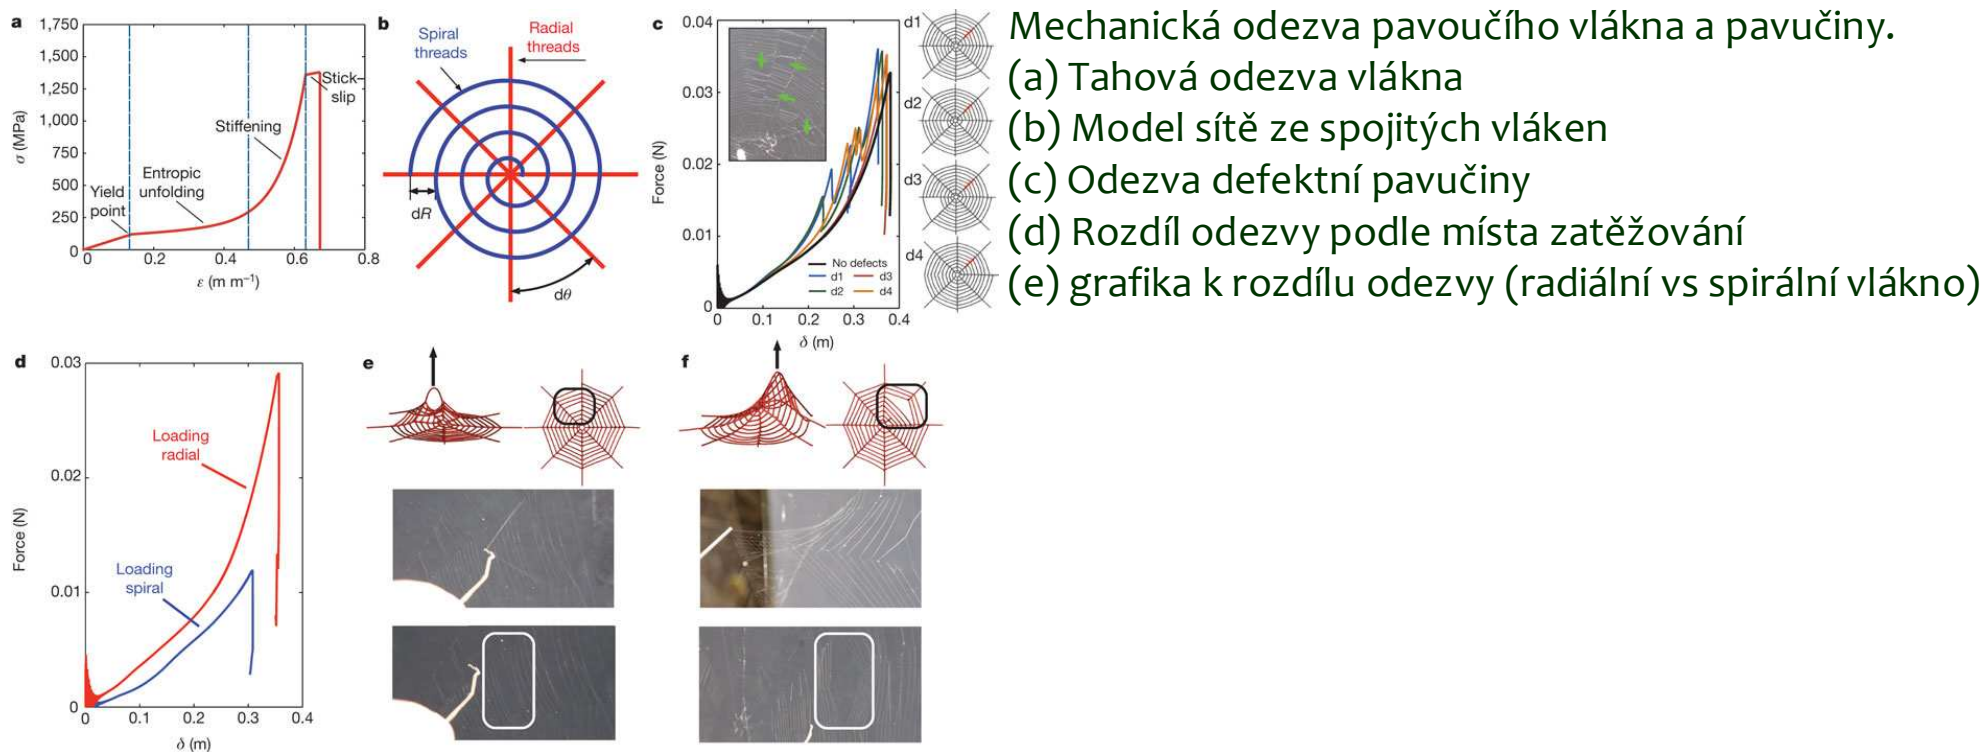 a
1,750
1,500
1,250
1,000
750
500
250
0
σ (MPa)
Yield
point
Entropic
unfolding
Stiffening
Stick–
slip
0
0.2
0.4
0.6
0.8
ε (m m⁻¹)
b
Spiral
threads
Radial
threads
dR
dθ
c
0.04
0.03
0.02
0.01
0
Force (N)
No defects
d1
d3
d2
d4
0
0.1
0.2
0.3
0.4
δ (m)
d1
d2
d3
d4
Mechanická odezva pavoučího vlákna a pavučiny.
(a) Tahová odezva vlákna
(b) Model sítě ze spojitých vláken
(c) Odezva defektní pavučiny
(d) Rozdíl odezvy podle místa zatěžování
(e) grafika k rozdílu odezvy (radiální vs spirální vlákno)
d
0.03
0.02
0.01
0
Force (N)
Loading
radial
Loading
spiral
0
0.1
0.2
0.3
0.4
δ (m)
e
f